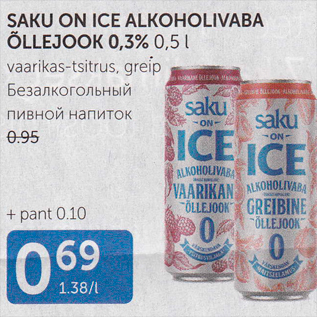 SAKU ON ICE ALKOHOLIVABA
ÕLLEJOOK 0,3% 0,5 l
vaarikas-tsitrus, greip
Безалкогольный
пивной напиток
0.95
+ pant 0.10
0 69
1.38/l
saku
ON
ICE
ALKOHOLIVABA
VAARIKAN
ÕLLEJOOK
0
saku
ON
ICE
ALKOHOLIVABA
GREIBINE
ÕLLEJOOK
0